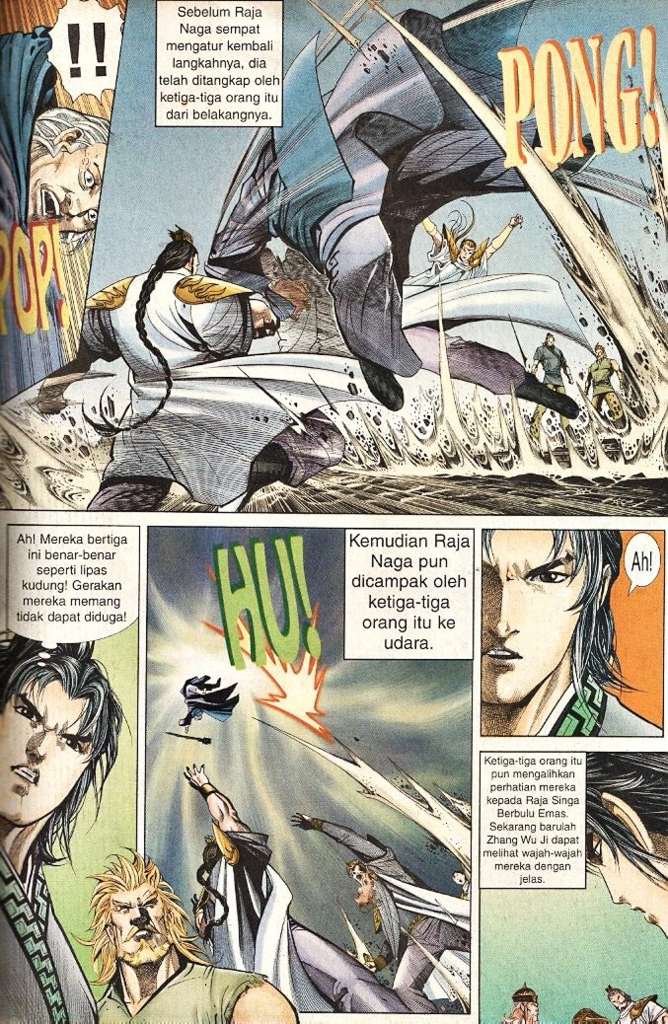 !!
Sebelum Raja
Naga sempat
mengatur kembali
langkahnya, dia
telah ditangkap oleh
ketiga-tiga orang itu
dari belakangnya.
PONG!
POP!
Ah! Mereka bertiga
ini benar-benar
seperti lipas
kudung! Gerakan
mereka memang
tidak dapat diduga!
HU!
Kemudian Raja
Naga pun
dicampak oleh
ketiga-tiga
orang itu ke
udara.
Ah!
Ketiga-tiga orang itu
pun mengalihkan
perhatian mereka
kepada Raja Singa
Berbulu Emas.
Sekarang barulah
Zhang Wu Ji dapat
melihat wajah-wajah
mereka dengan
jelas.